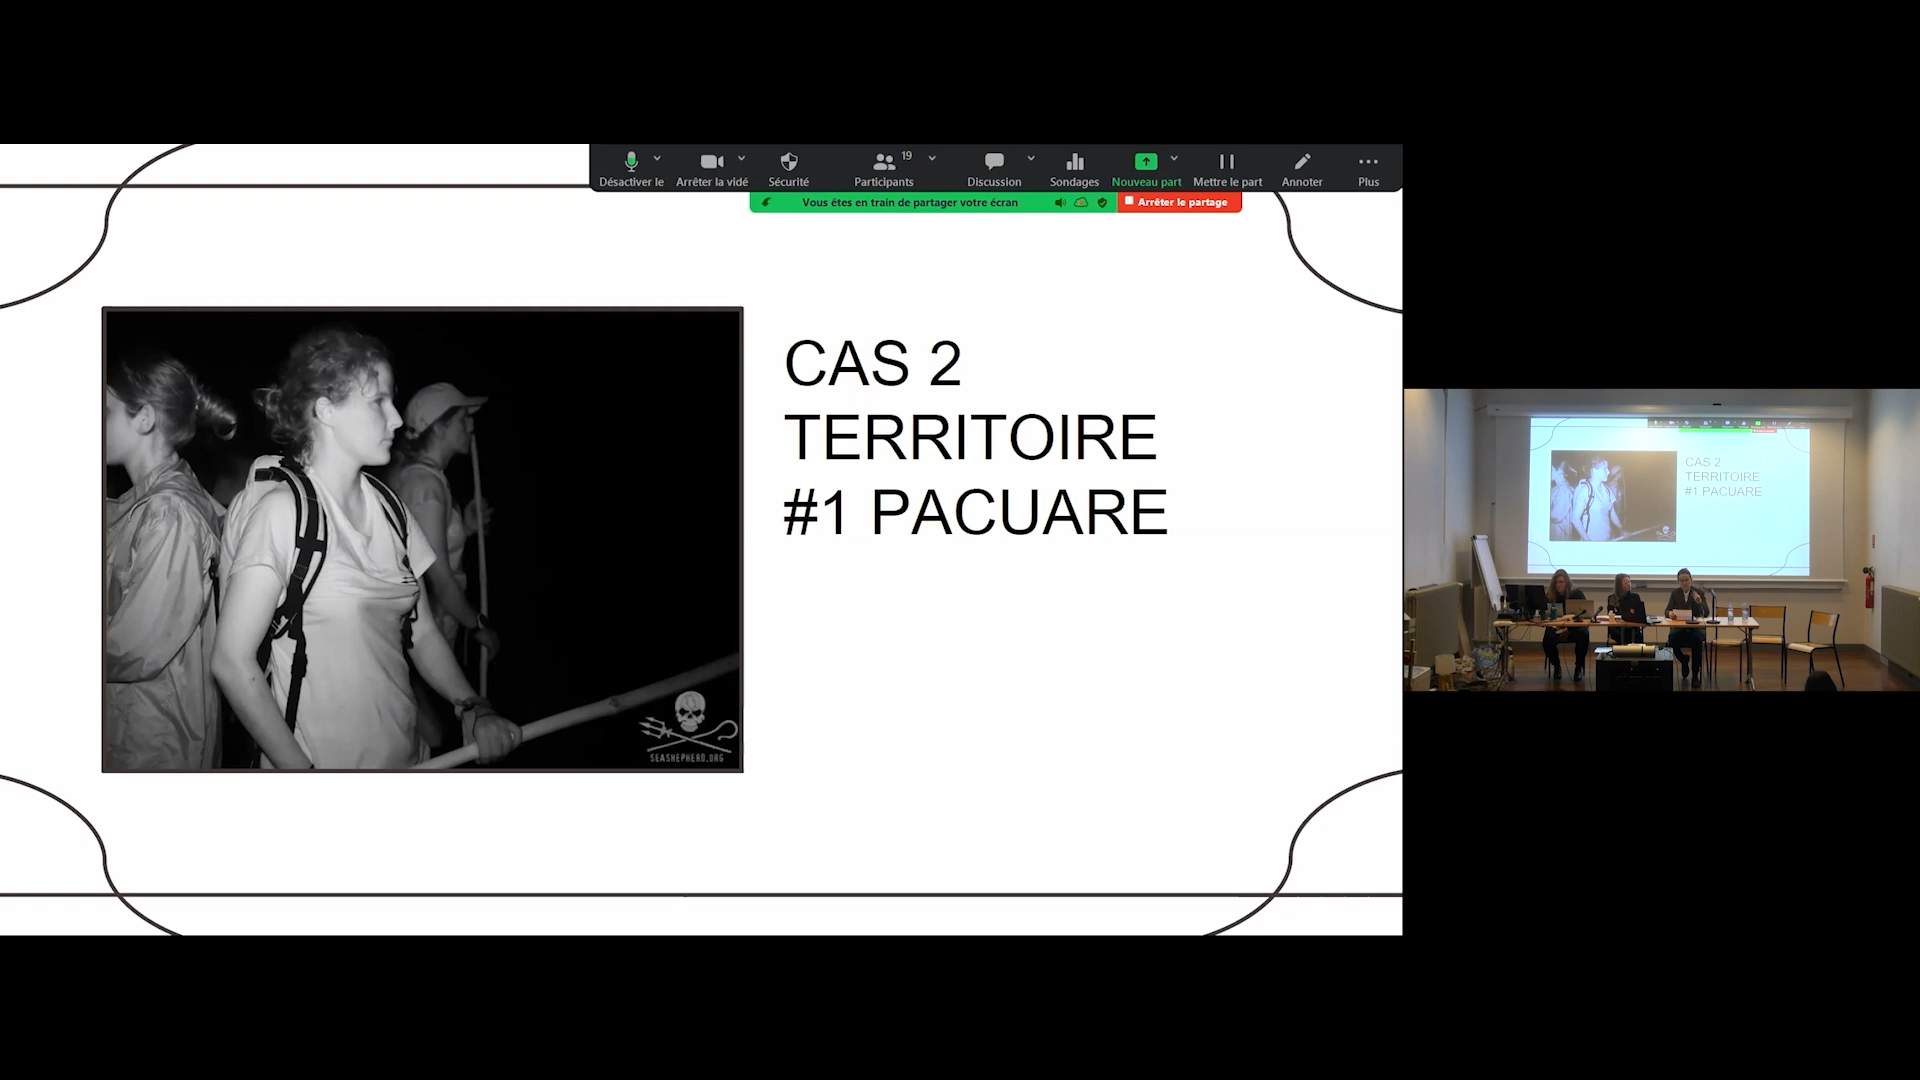 19
Désactiver le
Arrêter la vidé
Sécurité
Participants
Discussion
Sondages
Nouveau part
Mettre le part
Annoter
Plus
Vous êtes en train de partager votre écran
Arrêter le partage
CAS 2
TERRITOIRE
#1 PACUARE
SEASHEPHERD.ORG
CAS 2
TERRITOIRE
#1 PACUARE